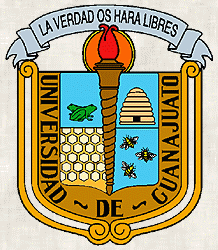 LA VERDAD OS HARA LIBRES
UNIVERSIDAD ~ DE ~ GUANAJUATO